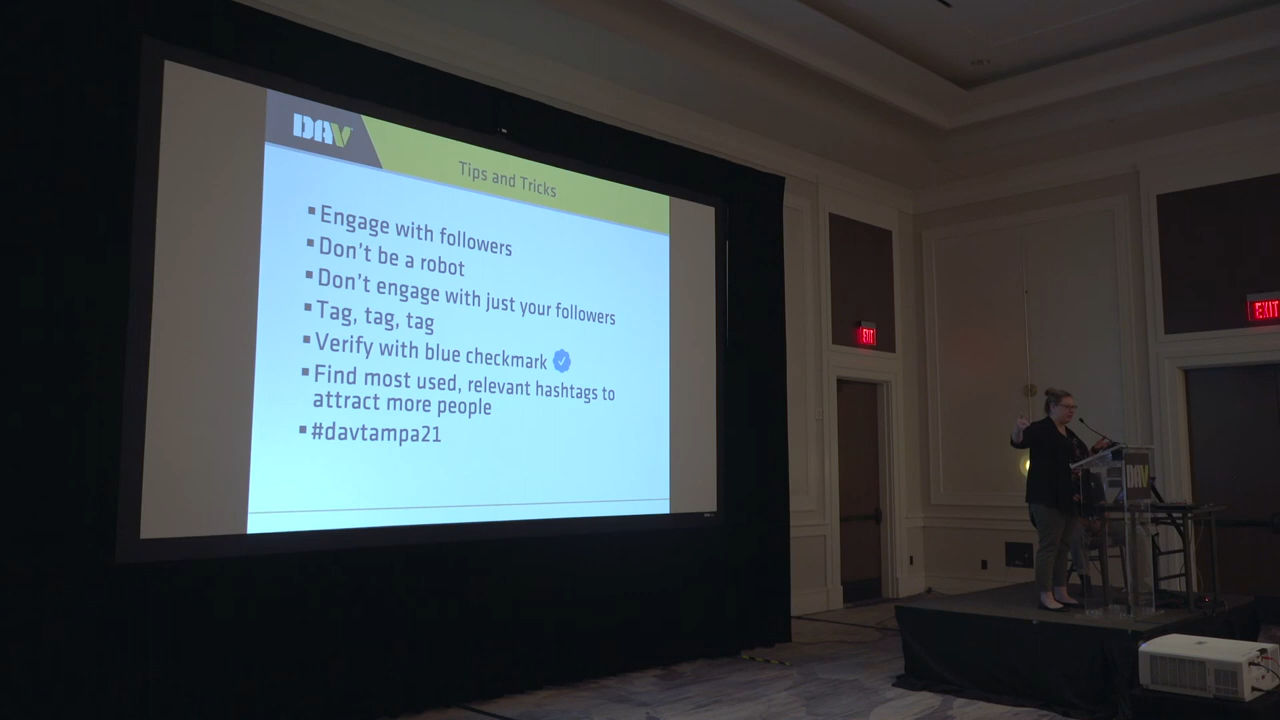 DAV
Tips and Tricks
▪Engage with followers
▪Don't be a robot
▪Don't engage with just your followers
▪Tag, tag, tag
▪Verify with blue checkmark
▪Find most used, relevant hashtags to
attract more people
▪#davtampa21
EXIT
EXIT
DAV